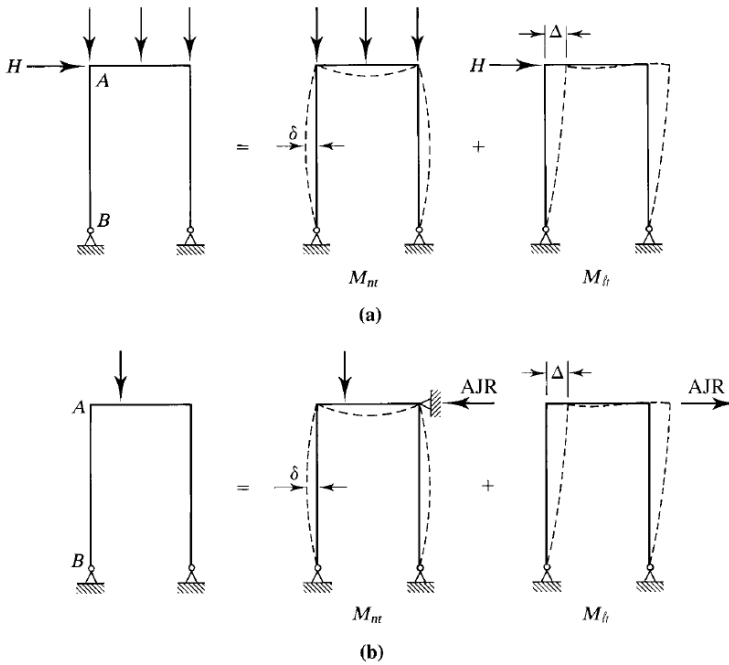 Δ
H A = δ + H
B
M_nt M_ℓt
(a)
Δ
A = δ AJR + AJR
B
M_nt M_ℓt
(b)